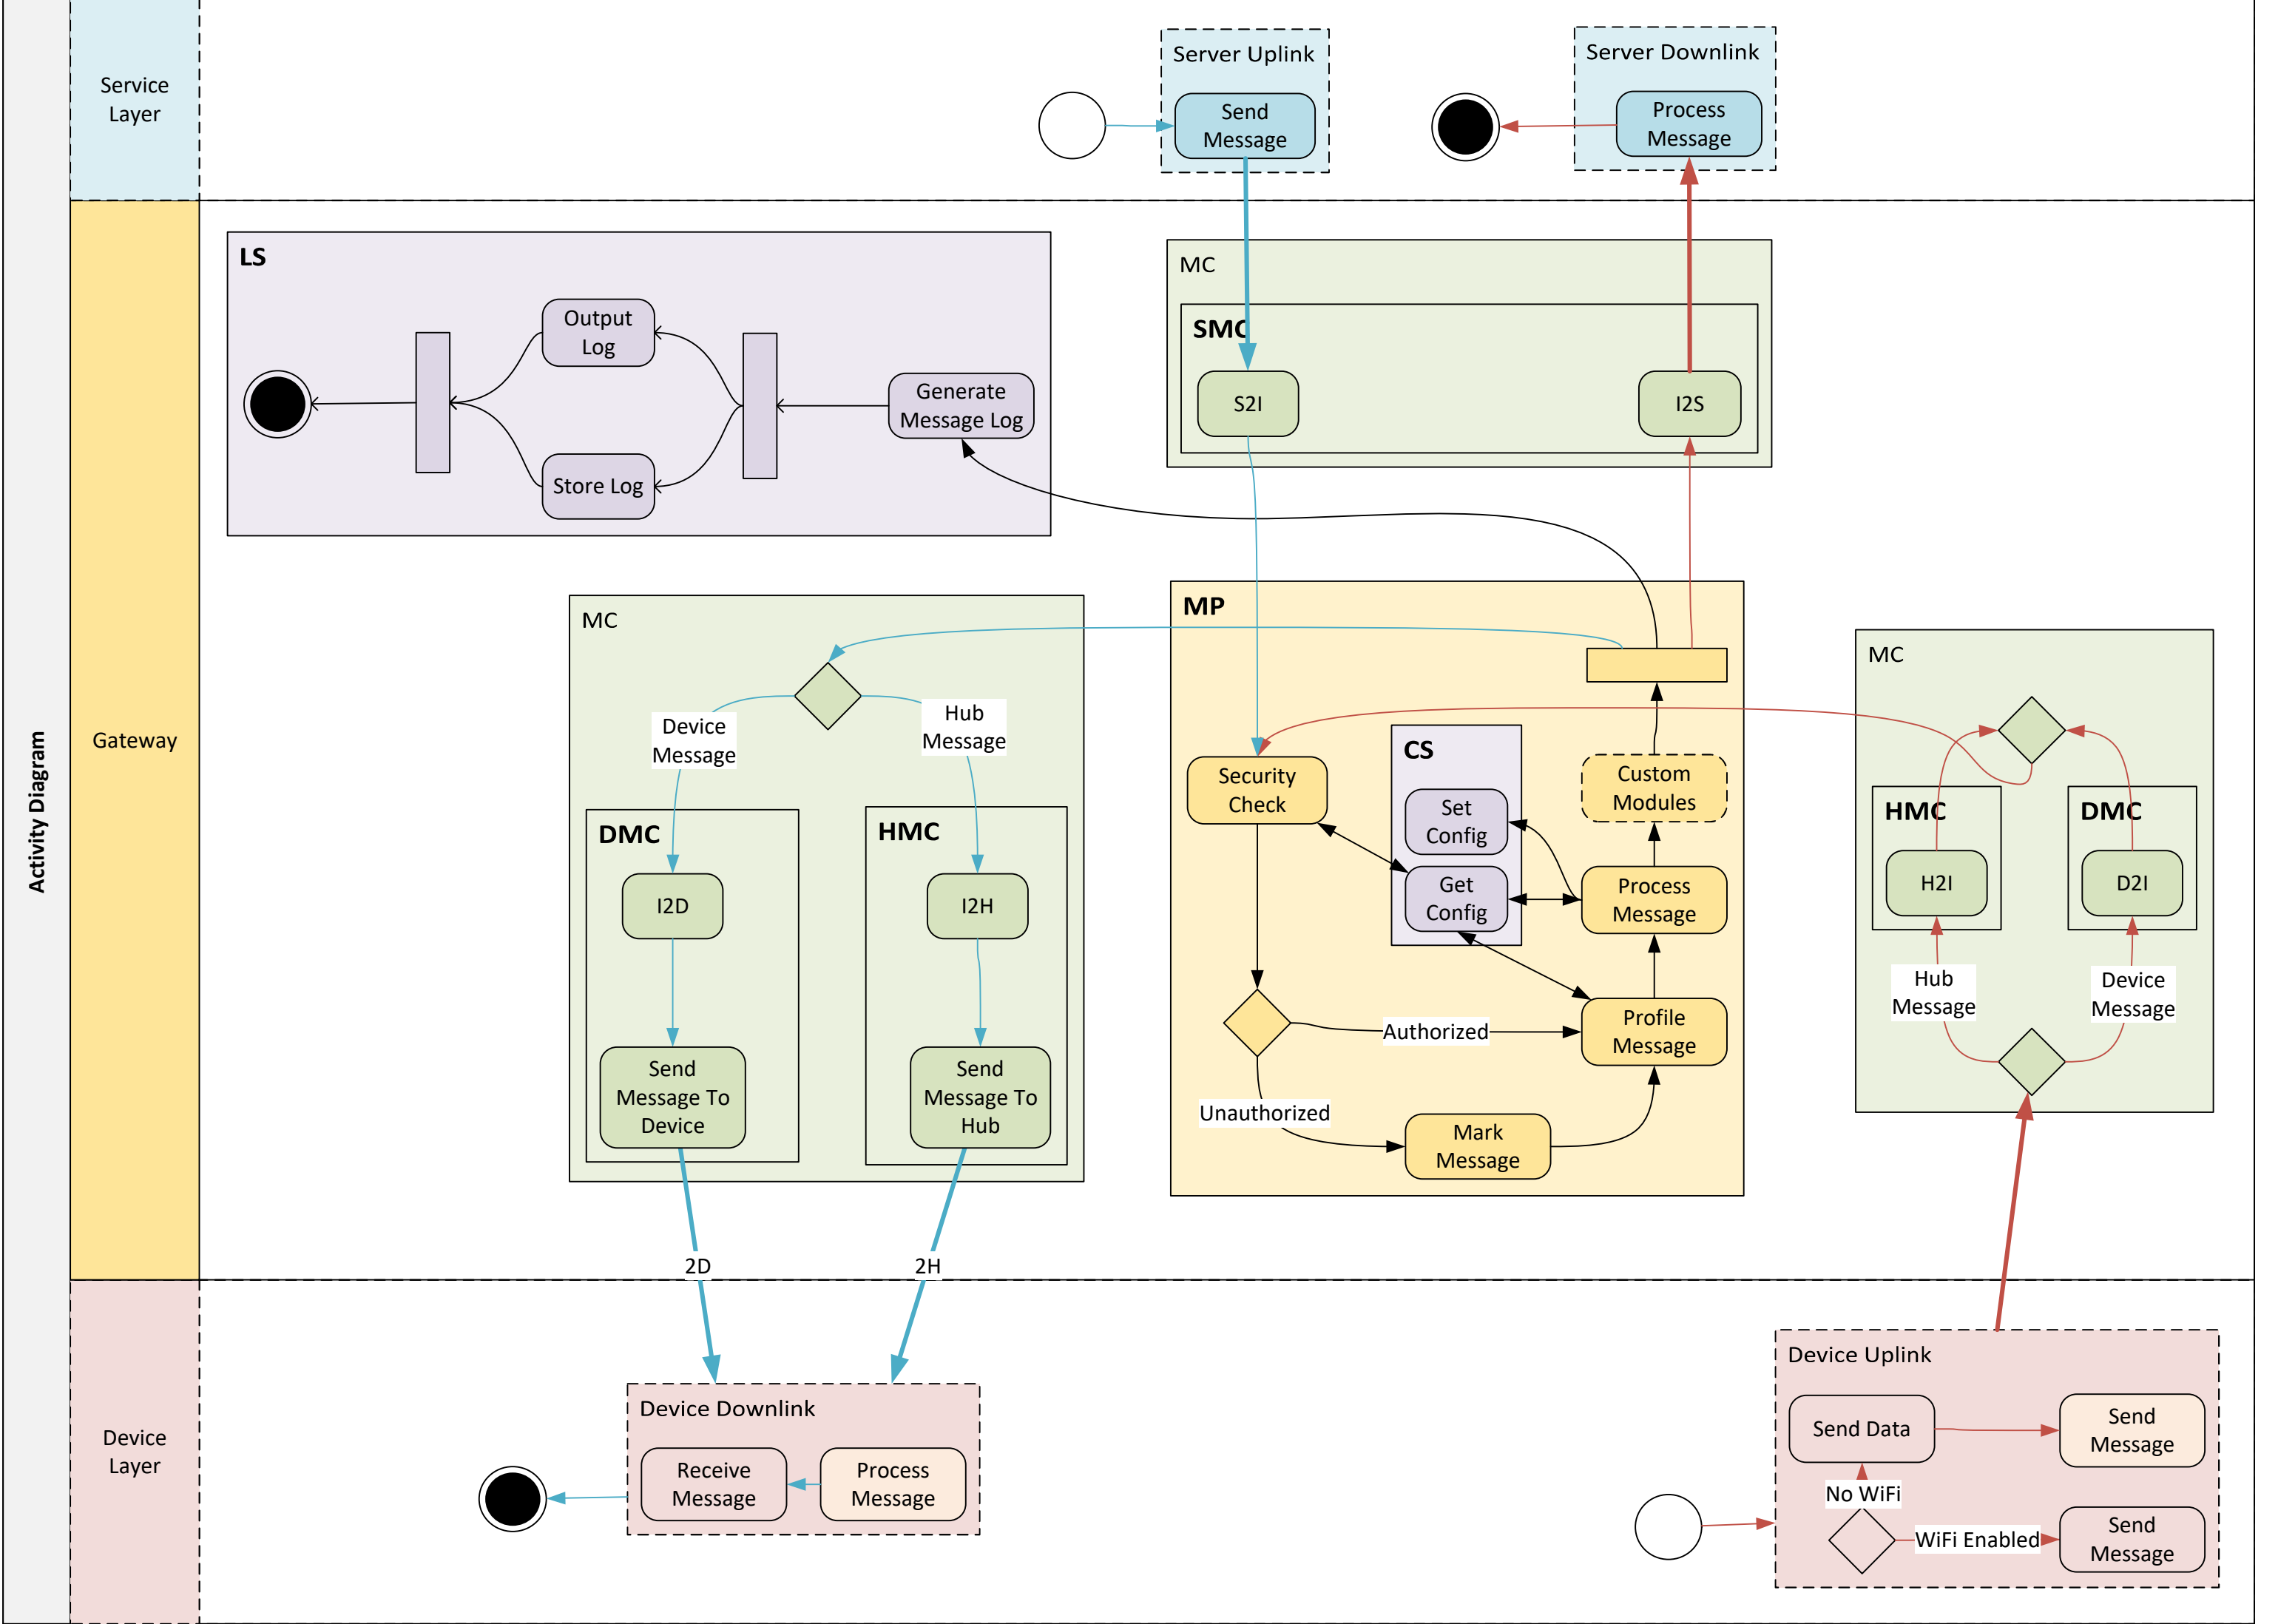 Activity Diagram
Service
Layer
Server Uplink
Send
Message
Server Downlink
Process
Message
Gateway
LS
Output
Log
Store Log
Generate
Message Log
MC
SMC
S2I
I2S
MC
Device
Message
Hub
Message
DMC
I2D
Send
Message To
Device
HMC
I2H
Send
Message To
Hub
2D
2H
MP
Security
Check
CS
Set
Config
Get
Config
Custom
Modules
Process
Message
Profile
Message
Authorized
Unauthorized
Mark
Message
MC
HMC
H2I
DMC
D2I
Hub
Message
Device
Message
Device
Layer
Device Downlink
Receive
Message
Process
Message
Device Uplink
Send Data
Send
Message
No WiFi
WiFi Enabled
Send
Message